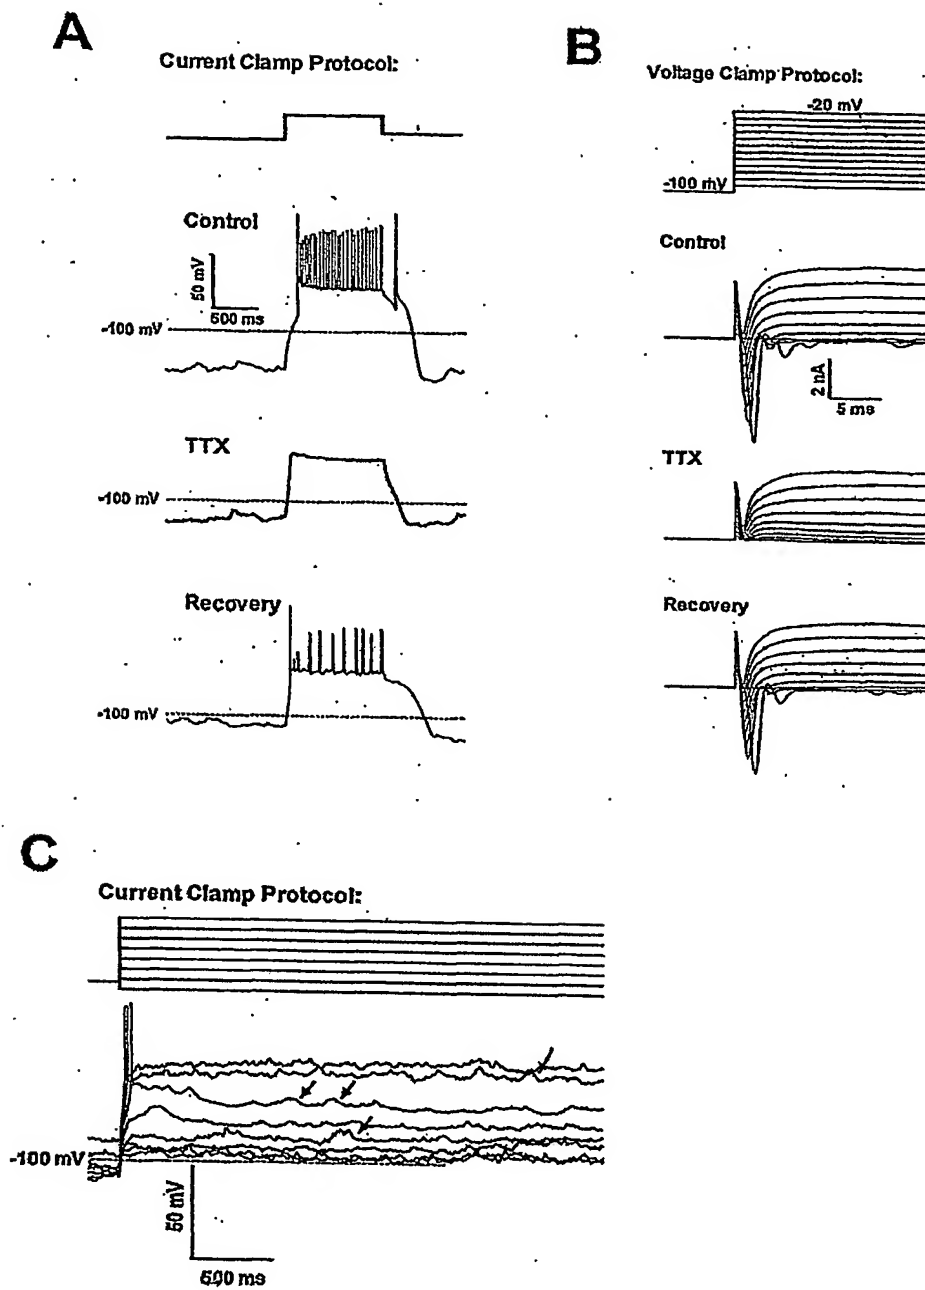 A
Current Clamp Protocol:
Control
50 mV
500 ms
-100 mV
TTX
-100 mV
Recovery
-100 mV
B
Voltage Clamp Protocol:
-20 mV
-100 mV
Control
2 nA
5 ms
TTX
Recovery
C
Current Clamp Protocol:
-100 mV
50 mV
500 ms